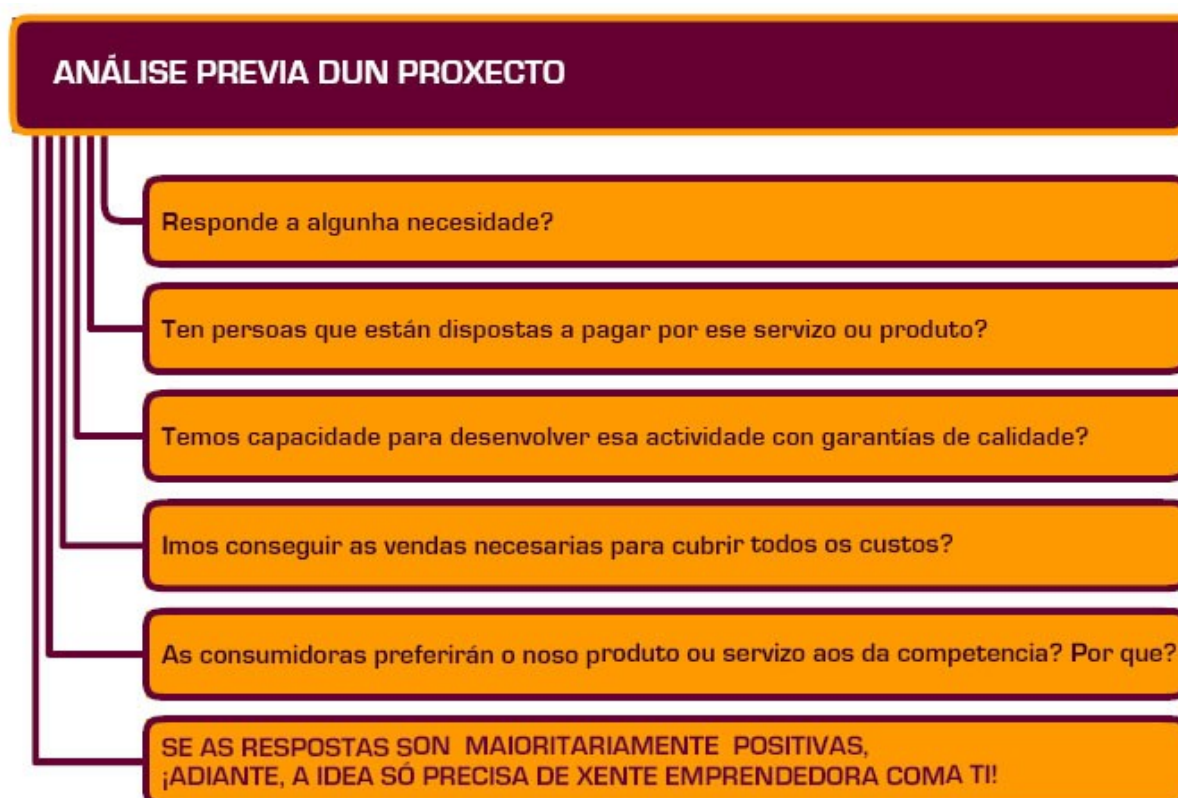 ANÁLISE PREVIA DUN PROXECTO
Responde a algunha necesidade?
Ten persoas que están dispostas a pagar por ese servizo ou produto?
Temos capacidade para desenvolver esa actividade con garantías de calidade?
Imos conseguir as vendas necesarias para cubrir todos os custos?
As consumidoras preferirán o noso produto ou servizo aos da competencia? Por que?
SE AS RESPOSTAS SON MAIORITARIAMENTE POSITIVAS,
¡ADIANTE, A IDEA SÓ PRECISA DE XENTE EMPRENDEDORA COMA TI!